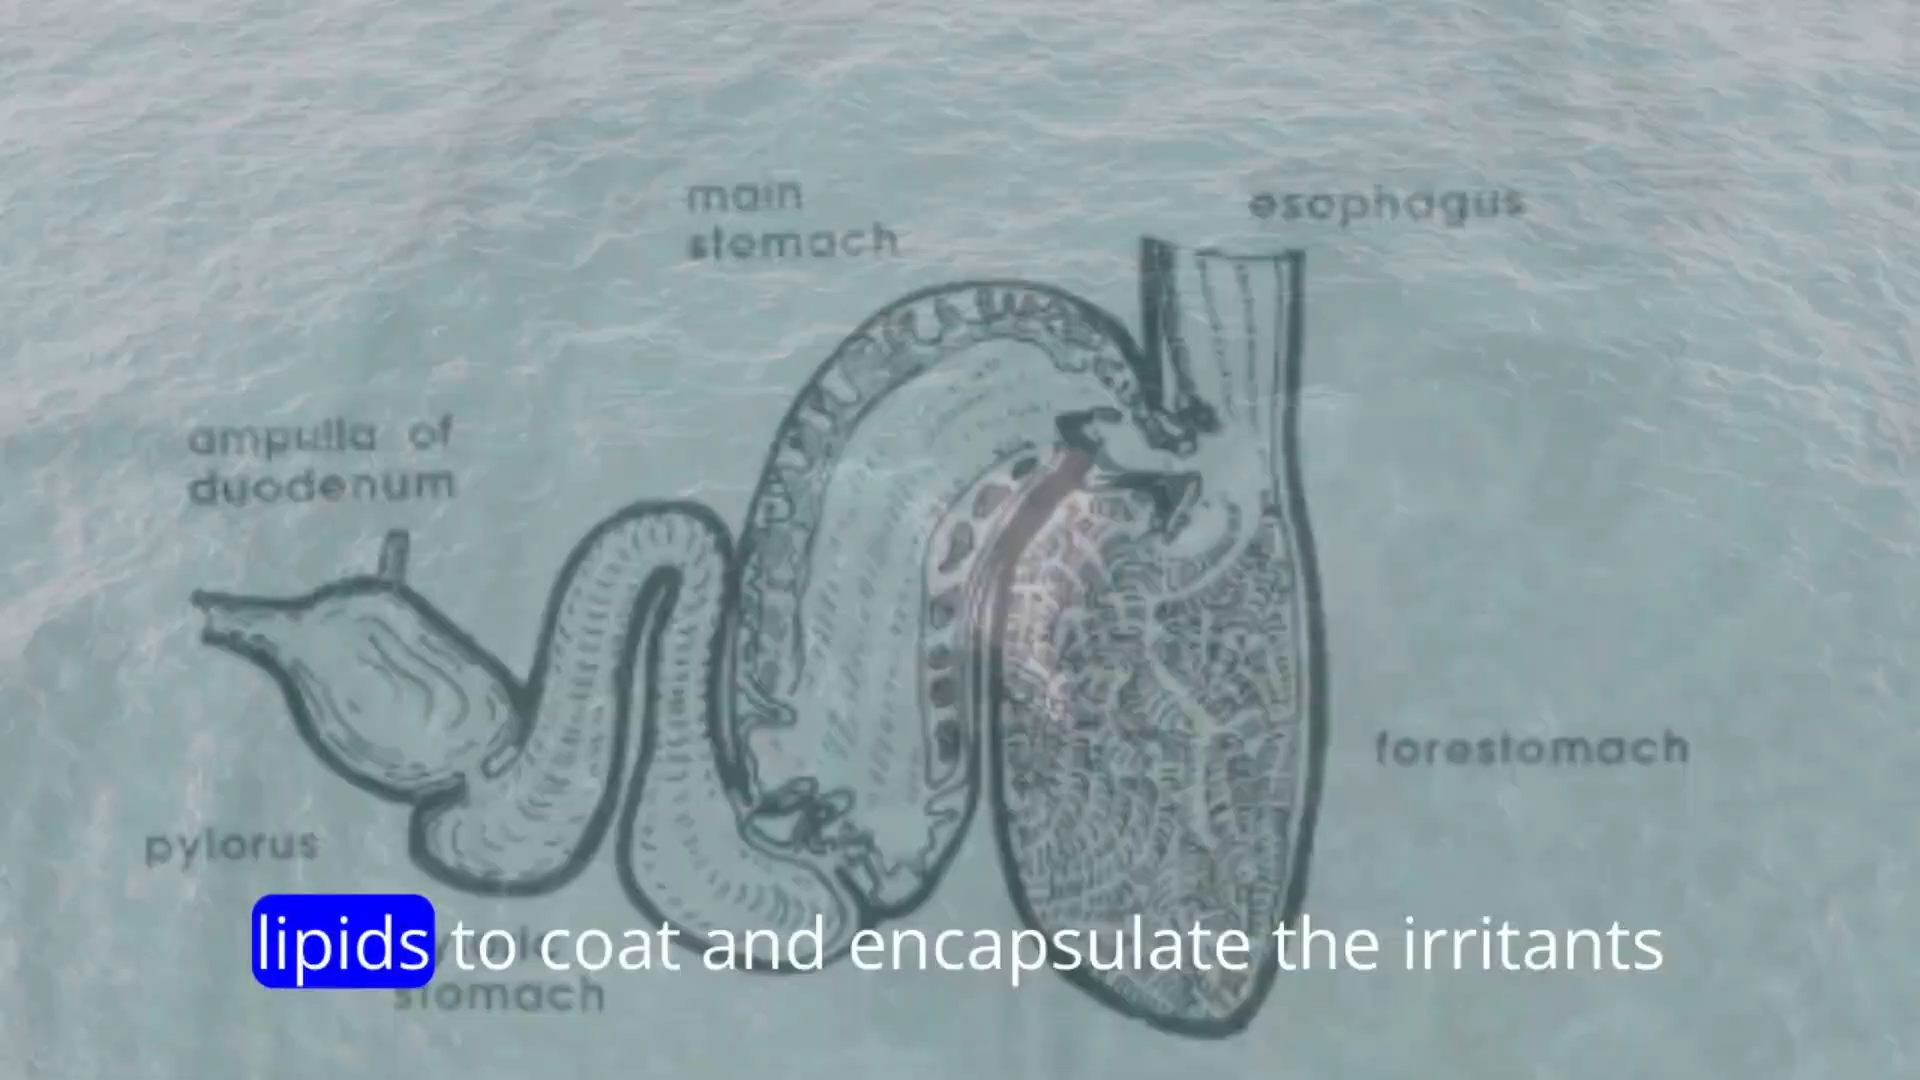 main
stomach
esophagus
ampulla of
duodenum
forestomach
pylorus
lipids to coat and encapsulate the irritants
stomach